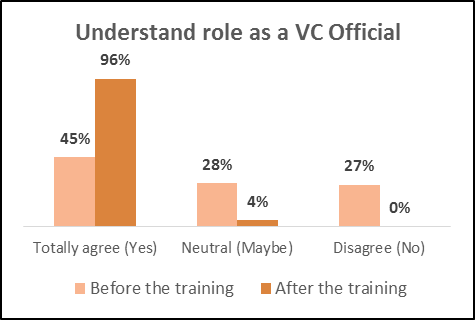 Understand role as a VC Official
96%
45%
28%
27%
4%
0%
Totally agree (Yes)
Neutral (Maybe)
Disagree (No)
Before the training
After the training